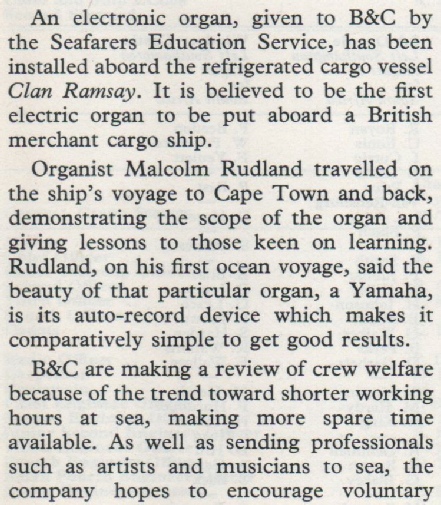 An electronic organ, given to B&C by
the Seafarers Education Service, has been
installed aboard the refrigerated cargo vessel
Clan Ramsay. It is believed to be the first
electric organ to be put aboard a British
merchant cargo ship.
Organist Malcolm Rudland travelled on
the ship's voyage to Cape Town and back,
demonstrating the scope of the organ and
giving lessons to those keen on learning.
Rudland, on his first ocean voyage, said the
beauty of that particular organ, a Yamaha,
is its auto-record device which makes it
comparatively simple to get good results.
B&C are making a review of crew welfare
because of the trend toward shorter working
hours at sea, making more spare time
available. As well as sending professionals
such as artists and musicians to sea, the
company hopes to encourage voluntary